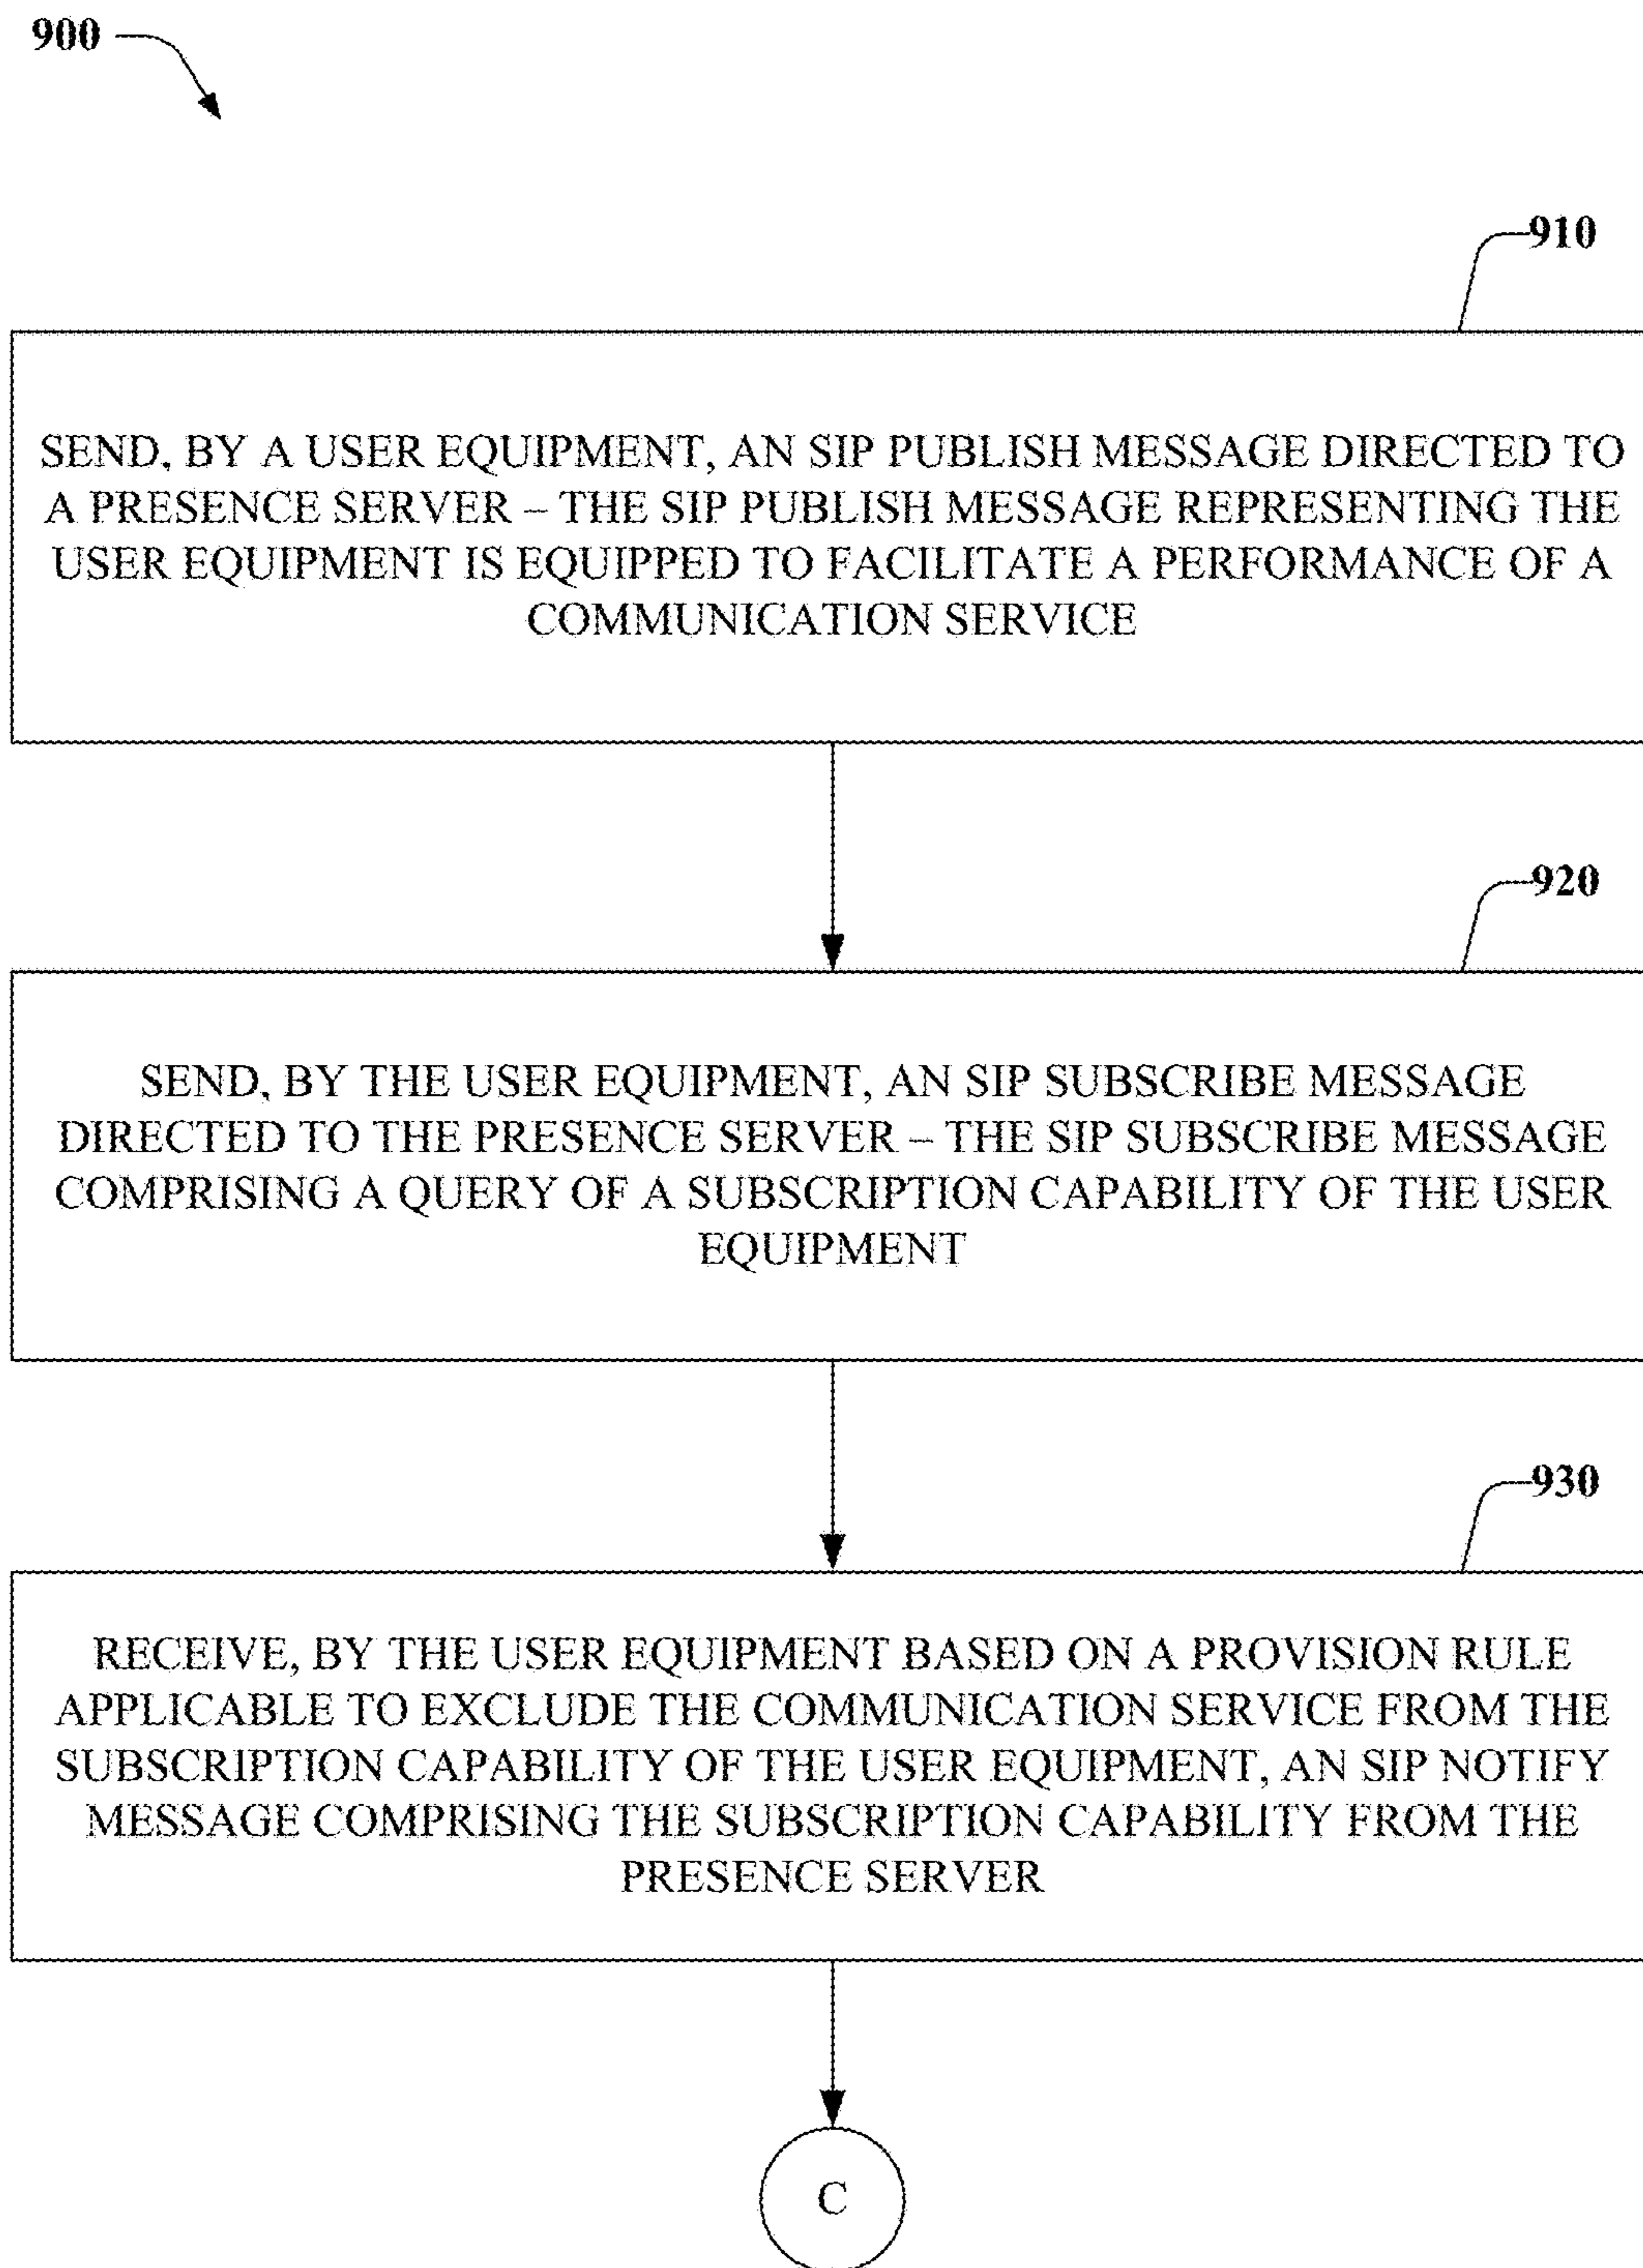 900
910
SEND, BY A USER EQUIPMENT, AN SIP PUBLISH MESSAGE DIRECTED TO
A PRESENCE SERVER – THE SIP PUBLISH MESSAGE REPRESENTING THE
USER EQUIPMENT IS EQUIPPED TO FACILITATE A PERFORMANCE OF A
COMMUNICATION SERVICE
920
SEND, BY THE USER EQUIPMENT, AN SIP SUBSCRIBE MESSAGE
DIRECTED TO THE PRESENCE SERVER – THE SIP SUBSCRIBE MESSAGE
COMPRISING A QUERY OF A SUBSCRIPTION CAPABILITY OF THE USER
EQUIPMENT
930
RECEIVE, BY THE USER EQUIPMENT BASED ON A PROVISION RULE
APPLICABLE TO EXCLUDE THE COMMUNICATION SERVICE FROM THE
SUBSCRIPTION CAPABILITY OF THE USER EQUIPMENT, AN SIP NOTIFY
MESSAGE COMPRISING THE SUBSCRIPTION CAPABILITY FROM THE
PRESENCE SERVER
C